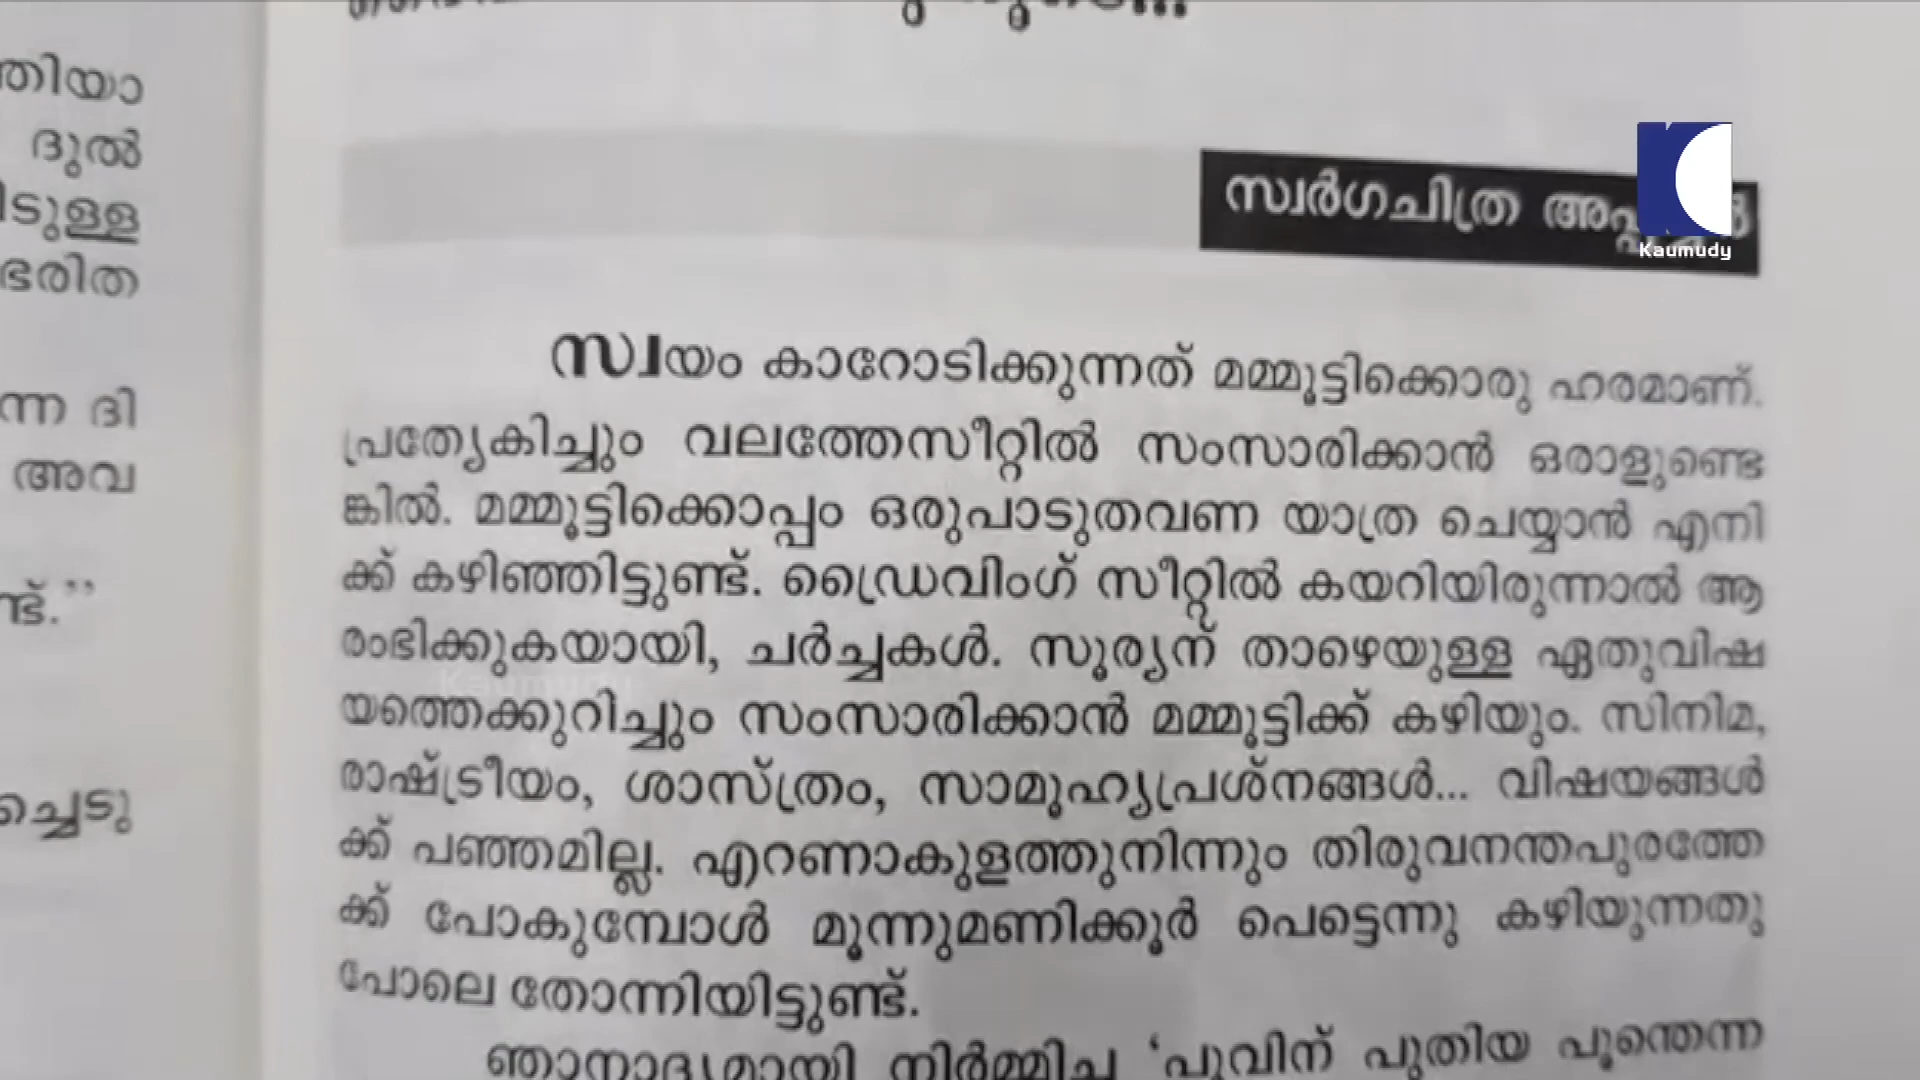 തിയാ
ദുൽ
ടുള്ള
ഭരിത
ന്ന ദി
അവ
ണ്ട്.”
ച്ചെടു
സ്വർഗചിത്ര
Kaumudy
സ്വയം കാറോടിക്കുന്നത് മമ്മൂട്ടിക്കൊരു ഹരമാണ്.
പ്രത്യേകിച്ചും വലത്തേസീറ്റിൽ സംസാരിക്കാൻ ഒരാളുണ്ടെ
ങ്കിൽ. മമ്മൂട്ടിക്കൊപ്പം ഒരുപാടുതവണ യാത്ര ചെയ്യാൻ എനി
ക്ക് കഴിഞ്ഞിട്ടുണ്ട്. ഡ്രൈവിംഗ് സീറ്റിൽ കയറിയിരുന്നാൽ ആ
രംഭിക്കുകയായി, ചർച്ചകൾ. സൂര്യന് താഴെയുള്ള ഏതുവിഷ
യത്തെക്കുറിച്ചും സംസാരിക്കാൻ മമ്മൂട്ടിക്ക് കഴിയും. സിനിമ,
രാഷ്ട്രീയം, ശാസ്ത്രം, സാമൂഹ്യപ്രശ്നങ്ങൾ... വിഷയങ്ങൾ
ക്ക് പഞ്ഞമില്ല. എറണാകുളത്തുനിന്നും തിരുവനന്തപുരത്തേ
ക്ക് പോകുമ്പോൾ മൂന്നുമണിക്കൂർ പെട്ടെന്നു കഴിയുന്നതു
പോലെ തോന്നിയിട്ടുണ്ട്.
ഞാനാദ്യമായി നിർമ്മിച്ച ‘പൂവിന് പുതിയ പൂന്തെന്ന